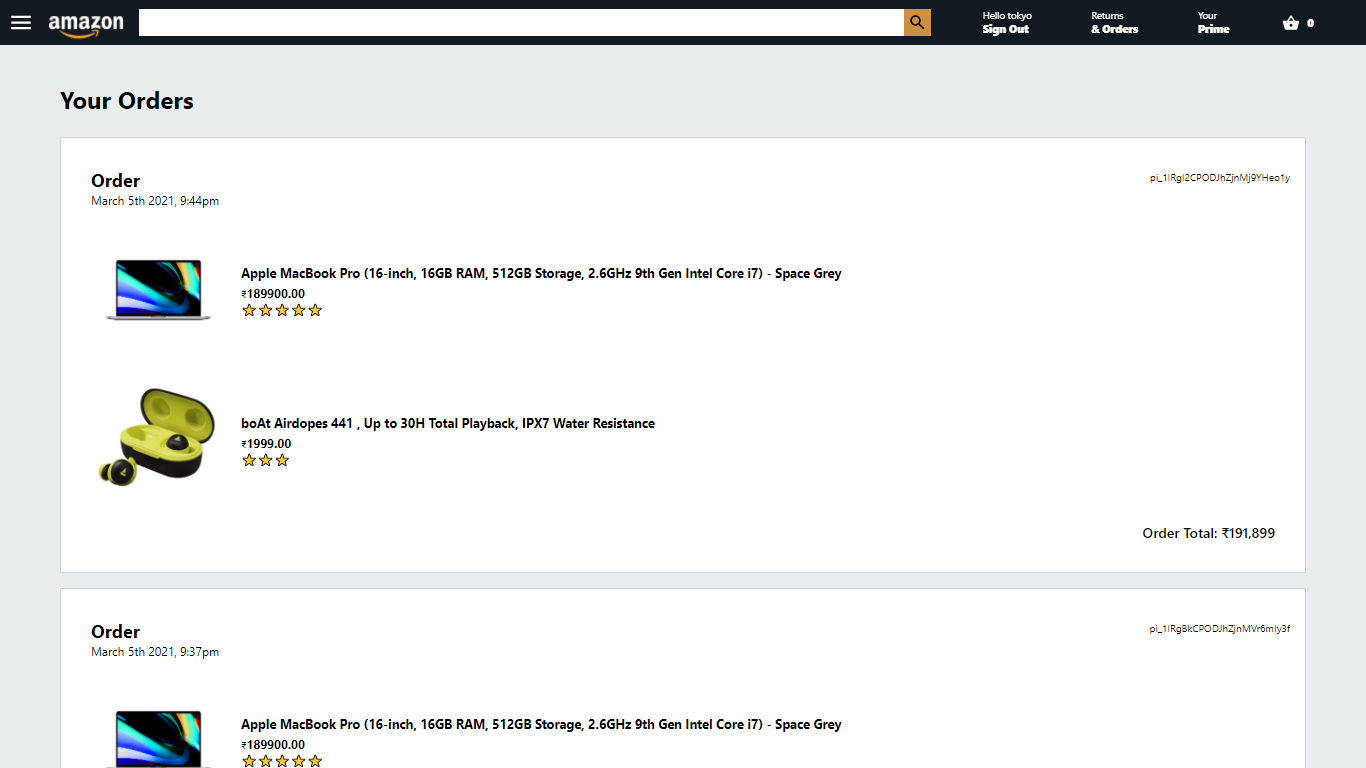 amazon
Hello tokyo
Sign Out
Returns
& Orders
Your
Prime
0
Your Orders
Order
pi_1IRgI2CPODJhZjnMj9YHeo1y
March 5th 2021, 9:44pm
Apple MacBook Pro (16-inch, 16GB RAM, 512GB Storage, 2.6GHz 9th Gen Intel Core i7) - Space Grey
₹189900.00
boAt Airdopes 441 , Up to 30H Total Playback, IPX7 Water Resistance
₹1999.00
Order Total: ₹191,899
Order
pi_1IRgBkCPODJhZjnMVr6mIy3f
March 5th 2021, 9:37pm
Apple MacBook Pro (16-inch, 16GB RAM, 512GB Storage, 2.6GHz 9th Gen Intel Core i7) - Space Grey
₹189900.00